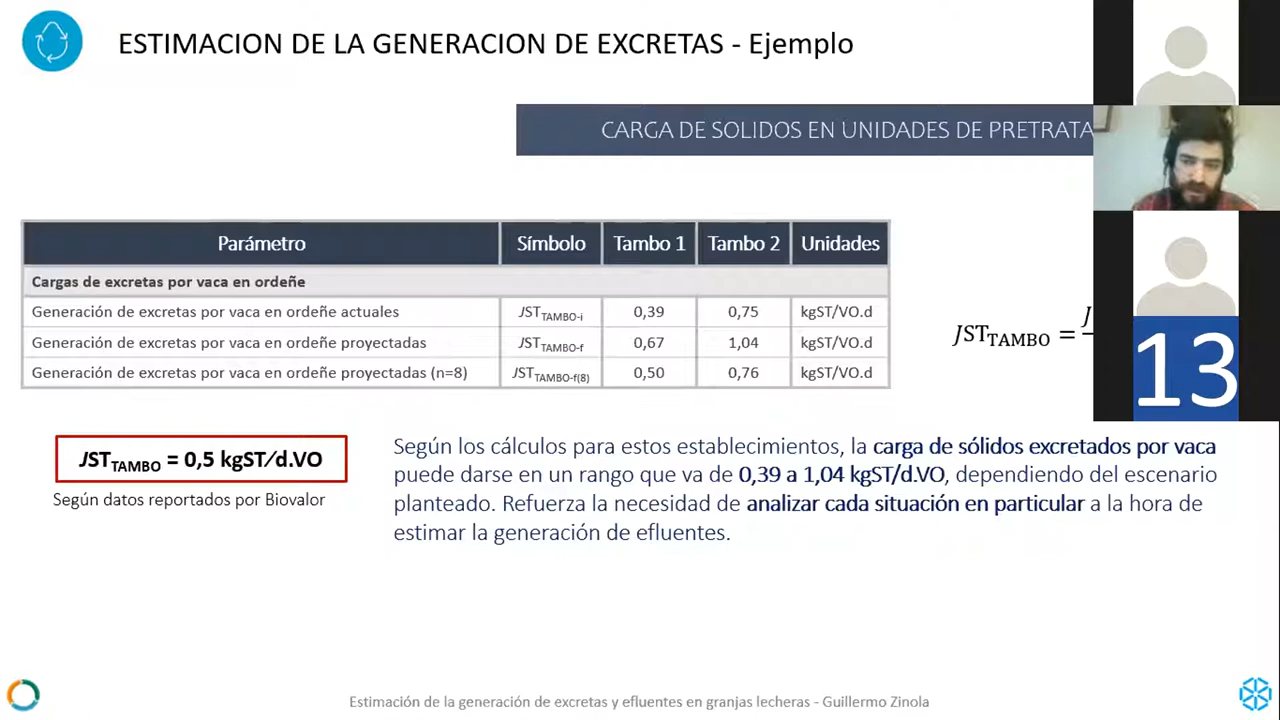 ESTIMACION DE LA GENERACION DE EXCRETAS - Ejemplo
CARGA DE SOLIDOS EN UNIDADES DE PRETRATA
Parámetro Símbolo Tambo 1 Tambo 2 Unidades
Cargas de excretas por vaca en ordeñe
Generación de excretas por vaca en ordeñe actuales JST_TAMBO-i 0,39 0,75 kgST/VO.d
Generación de excretas por vaca en ordeñe proyectadas JST_TAMBO-f 0,67 1,04 kgST/VO.d
Generación de excretas por vaca en ordeñe proyectadas (n=8) JST_TAMBO-f(8) 0,50 0,76 kgST/VO.d
JST_TAMBO = J
13
JST_TAMBO = 0,5 kgST/d.VO
Según datos reportados por Biovalor
Según los cálculos para estos establecimientos, la carga de sólidos excretados por vaca
puede darse en un rango que va de 0,39 a 1,04 kgST/d.VO, dependiendo del escenario
planteado. Refuerza la necesidad de analizar cada situación en particular a la hora de
estimar la generación de efluentes.
Estimación de la generación de excretas y efluentes en granjas lecheras - Guillermo Zinola